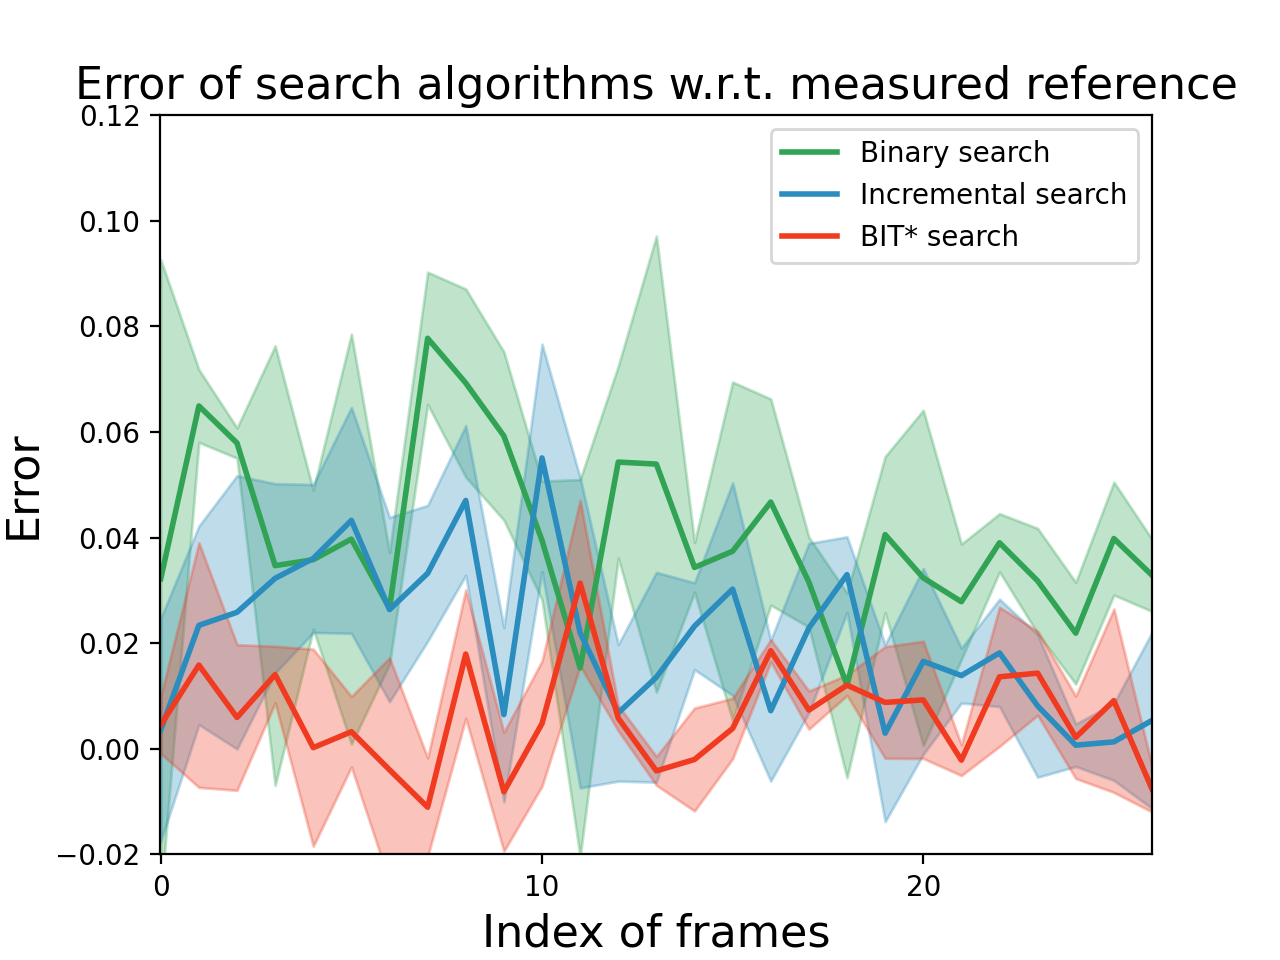 Error of search algorithms w.r.t. measured reference
0.12
0.10
0.08
0.06
0.04
0.02
0.00
−0.02
Error
Binary search
Incremental search
BIT* search
0
10
20
Index of frames